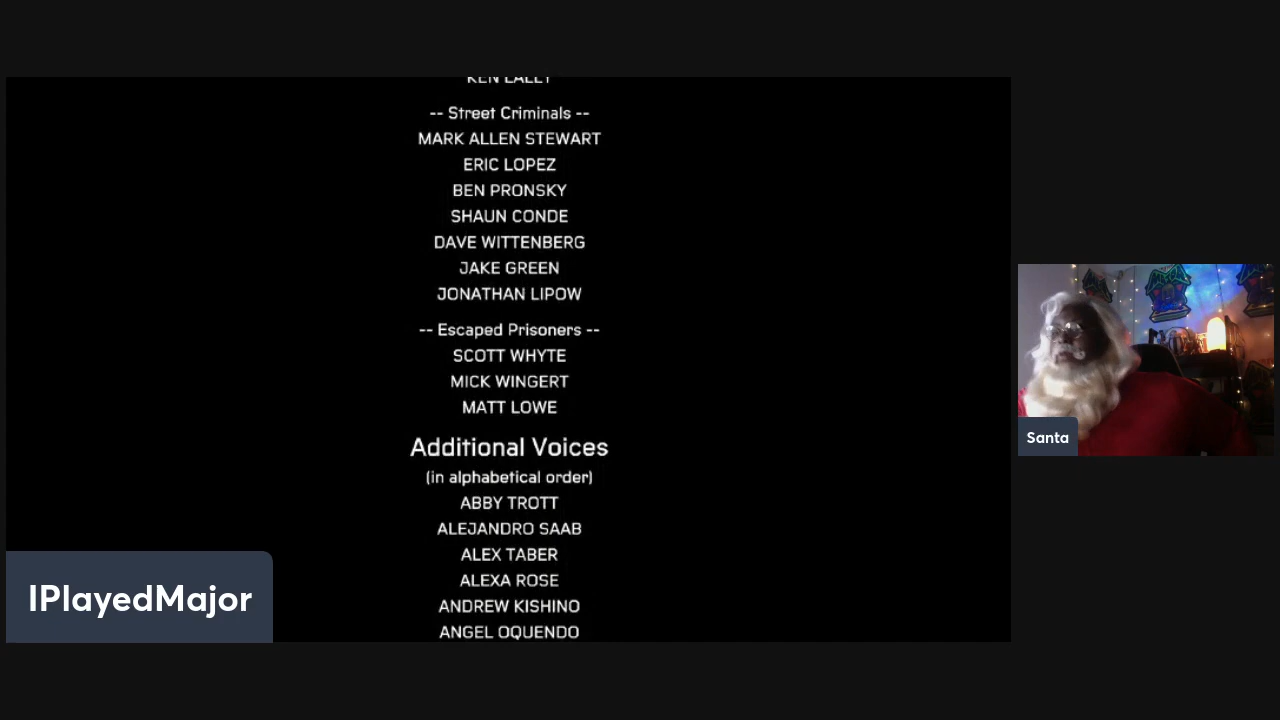 KEN LALLY
-- Street Criminals --
MARK ALLEN STEWART
ERIC LOPEZ
BEN PRONSKY
SHAUN CONDE
DAVE WITTENBERG
JAKE GREEN
JONATHAN LIPOW
-- Escaped Prisoners --
SCOTT WHYTE
MICK WINGERT
MATT LOWE
Additional Voices
(in alphabetical order)
ABBY TROTT
ALEJANDRO SAAB
ALEX TABER
ALEXA ROSE
ANDREW KISHINO
ANGEL OQUENDO
IPlayedMajor
Santa